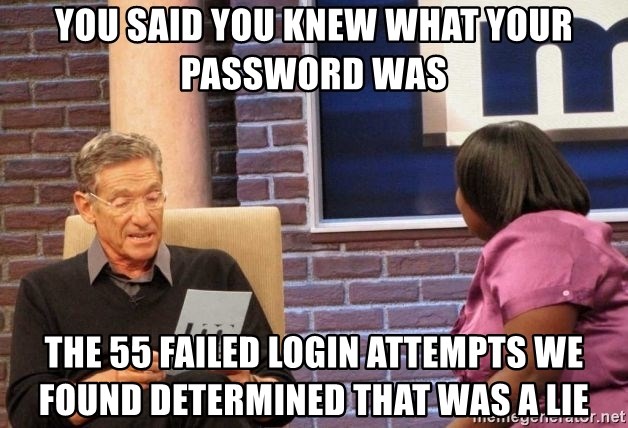 YOU SAID YOU KNEW WHAT YOUR
PASSWORD WAS
m
THE 55 FAILED LOGIN ATTEMPTS WE
FOUND DETERMINED THAT WAS A LIE
memegenerator.net